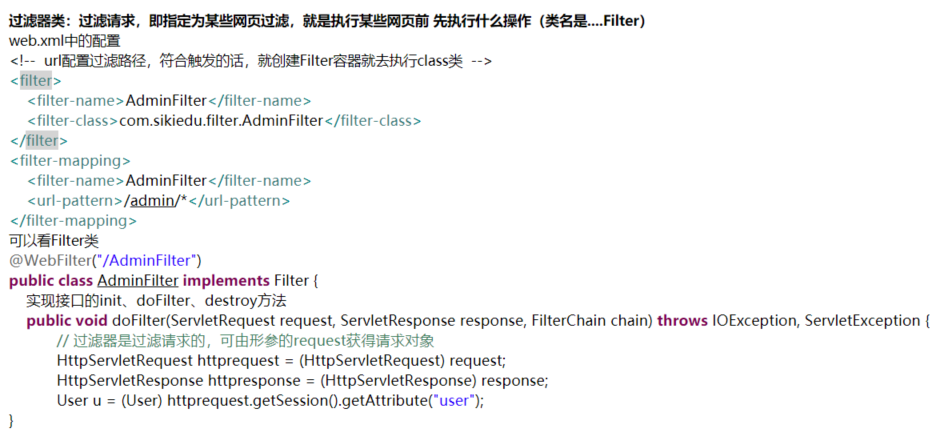 过滤器类：过滤请求，即指定为某些网页过滤，就是执行某些网页前 先执行什么操作（类名是....Filter）
web.xml中的配置
<!--  url配置过滤路径，符合触发的话，就创建Filter容器就去执行class类  -->
<filter>
    <filter-name>AdminFilter</filter-name>
    <filter-class>com.sikiedu.filter.AdminFilter</filter-class>
</filter>
<filter-mapping>
    <filter-name>AdminFilter</filter-name>
    <url-pattern>/admin/*</url-pattern>
</filter-mapping>
可以看Filter类
@WebFilter("/AdminFilter")
public class AdminFilter implements Filter {
    实现接口的init、doFilter、destroy方法
    public void doFilter(ServletRequest request, ServletResponse response, FilterChain chain) throws IOException, ServletException {
        // 过滤器是过滤请求的，可由形参的request获得请求对象
        HttpServletRequest httprequest = (HttpServletRequest) request;
        HttpServletResponse httpresponse = (HttpServletResponse) response;
        User u = (User) httprequest.getSession().getAttribute("user");
}